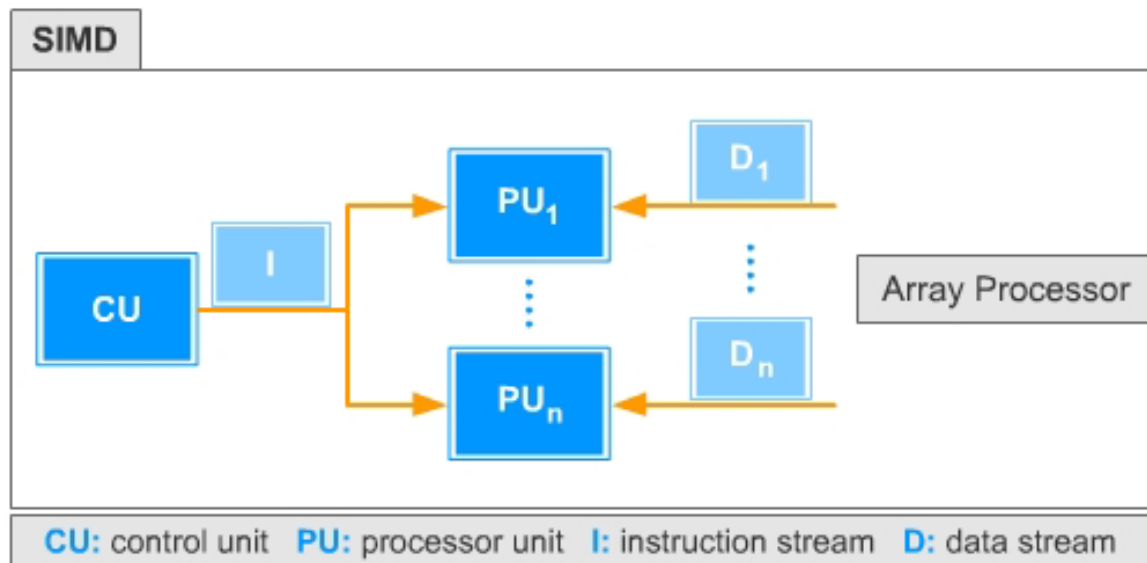 SIMD
D₁
PU₁
I
Array Processor
CU
Dₙ
PUₙ
CU: control unit PU: processor unit I: instruction stream D: data stream